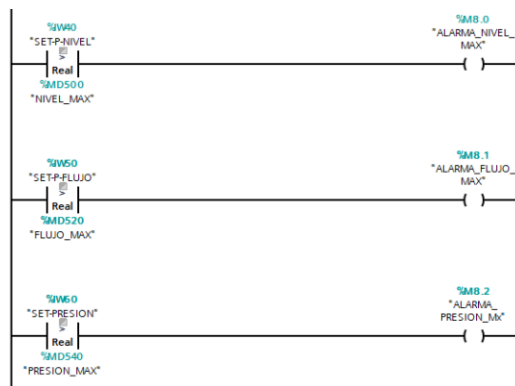 %IW40
"SET-P-NIVEL"
%M8.0
"ALARMA_NIVEL_
MAX"
>
Real
%MD500
"NIVEL_MAX"
%IW50
"SET-P-FLUJO"
%M8.1
"ALARMA_FLUJO_
MAX"
>
Real
%MD520
"FLUJO_MAX"
%IW60
"SET-PRESION"
%M8.2
"ALARMA_
PRESION_Mx"
>
Real
%MD540
"PRESION_MAX"